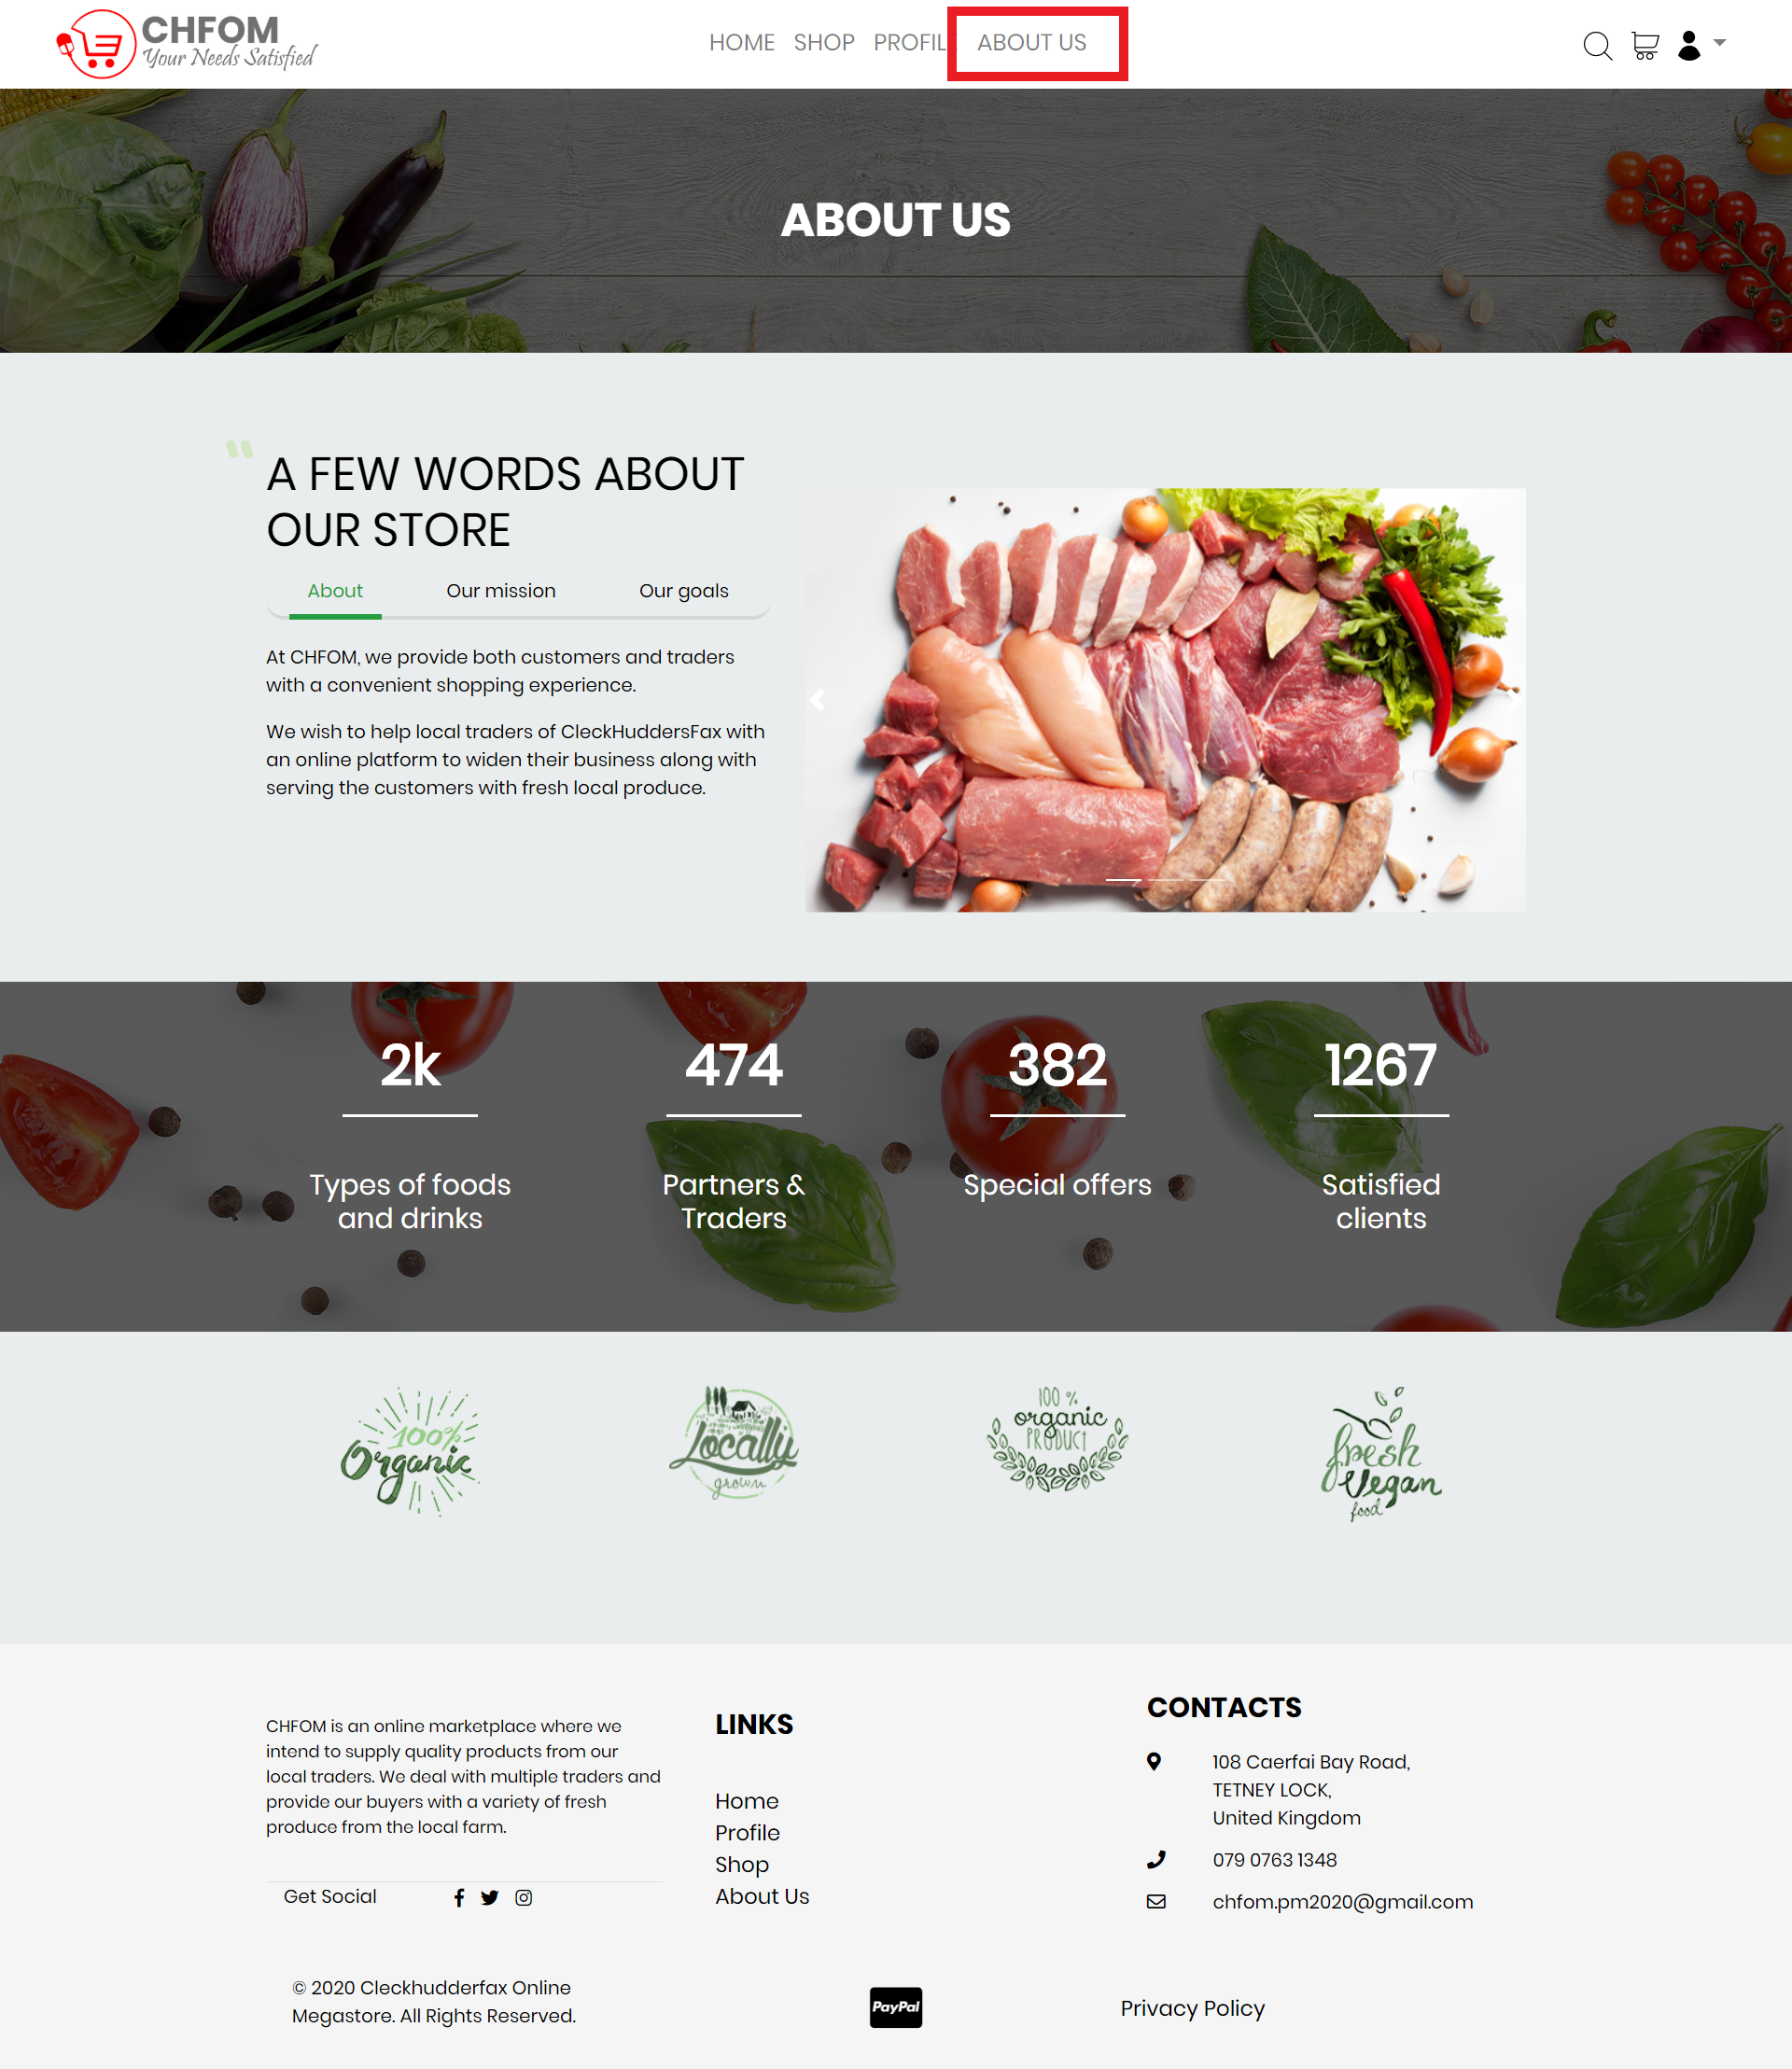 CHFOM
Your Needs Satisfied
HOME SHOP PROFIL ABOUT US
ABOUT US
A FEW WORDS ABOUT
OUR STORE
About Our mission Our goals
At CHFOM, we provide both customers and traders
with a convenient shopping experience.
We wish to help local traders of CleckHuddersFax with
an online platform to widen their business along with
serving the customers with fresh local produce.
2k
Types of foods
and drinks
474
Partners &
Traders
382
Special offers
1267
Satisfied
clients
100%
Organic
Locally
grown
100 %
organic
PRODUCT
fresh
Vegan
food
CHFOM is an online marketplace where we
intend to supply quality products from our
local traders. We deal with multiple traders and
provide our buyers with a variety of fresh
produce from the local farm.
Get Social
LINKS
Home
Profile
Shop
About Us
CONTACTS
108 Caerfai Bay Road,
TETNEY LOCK,
United Kingdom
079 0763 1348
chfom.pm2020@gmail.com
© 2020 Cleckhudderfax Online
Megastore. All Rights Reserved.
PayPal
Privacy Policy